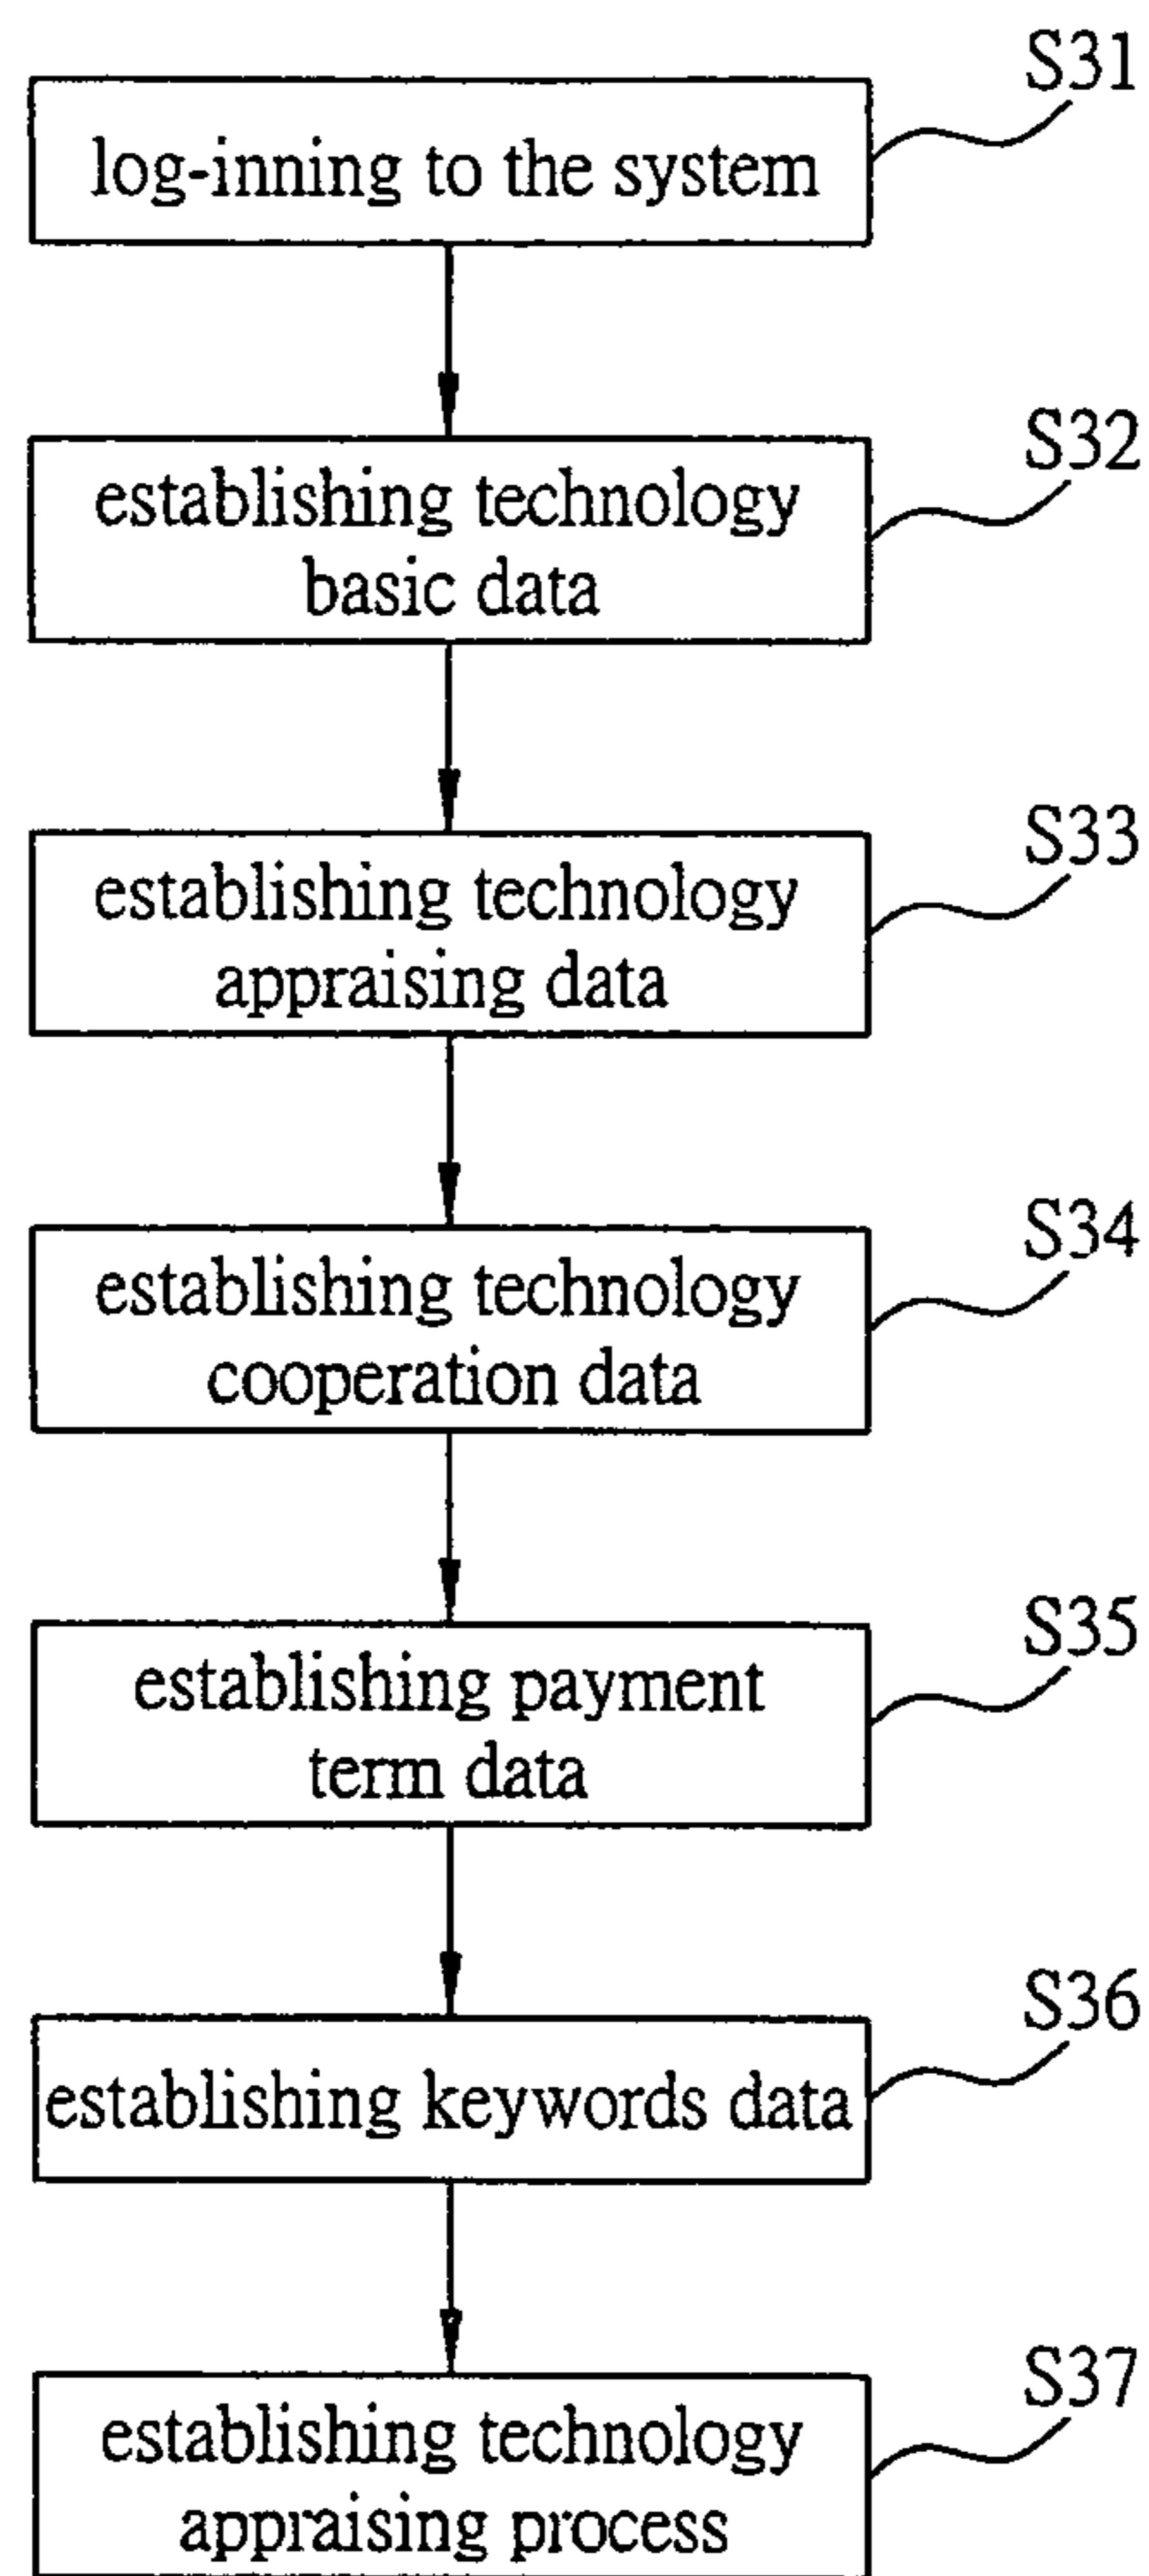 S31
log-inning to the system
S32
establishing technology
basic data
S33
establishing technology
appraising data
S34
establishing technology
cooperation data
S35
establishing payment
term data
S36
establishing keywords data
S37
establishing technology
appraising process